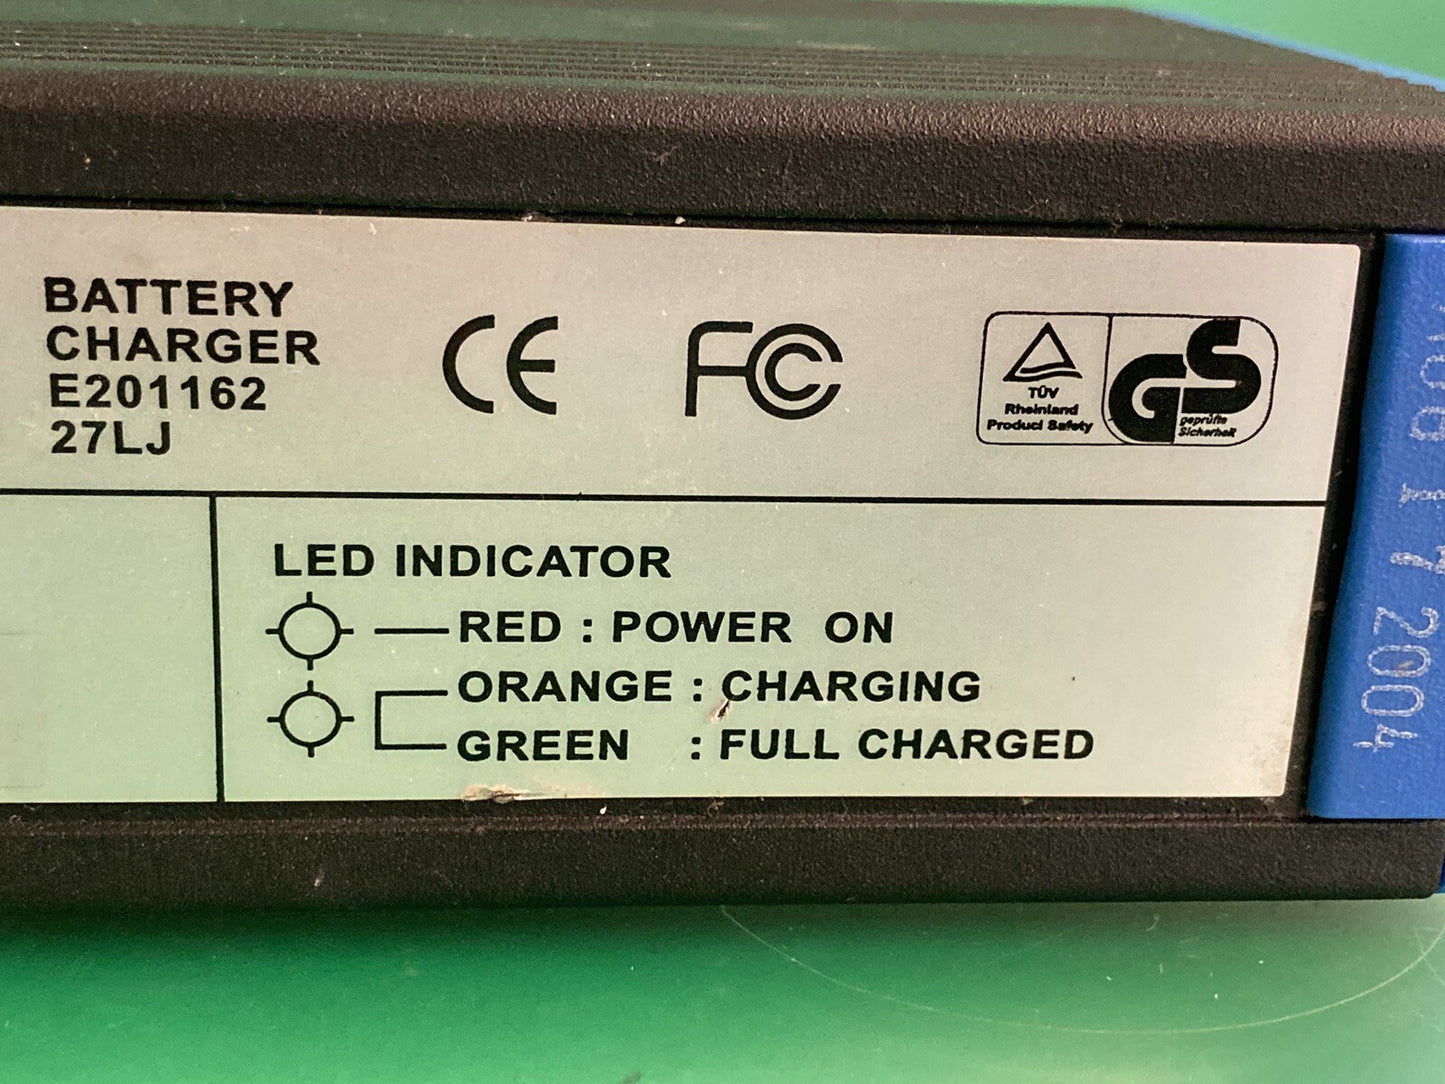 BATTERY
CHARGER
E201162
27LJ
CE
FC
TÜV
Rheinland
Product Safety
GS
geprüfte
Sicherheit
LED INDICATOR
RED : POWER ON
ORANGE : CHARGING
GREEN : FULL CHARGED
2004